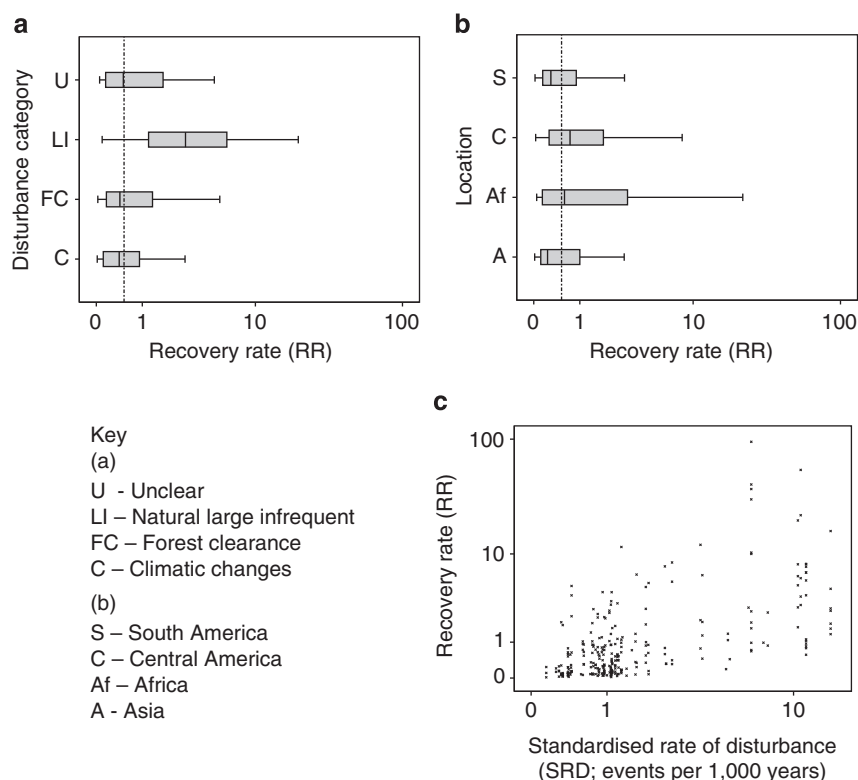 a
Disturbance category
U
LI
FC
C
0 1 10 100
Recovery rate (RR)
b
Location
S
C
Af
A
0 1 10 100
Recovery rate (RR)
Key
(a)
U - Unclear
LI – Natural large infrequent
FC – Forest clearance
C – Climatic changes
(b)
S – South America
C – Central America
Af – Africa
A - Asia
c
Recovery rate (RR)
100
10
1
0
0 1 10
Standardised rate of disturbance
(SRD; events per 1,000 years)